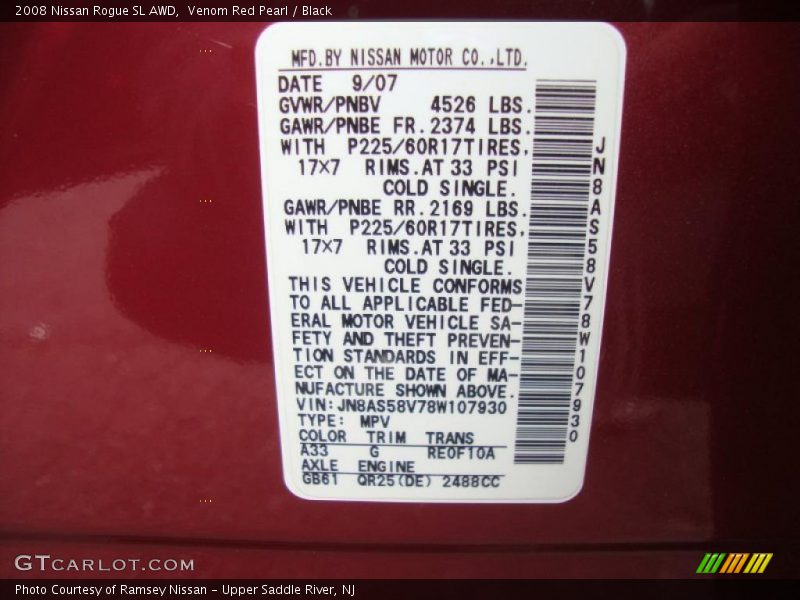 2008 Nissan Rogue SL AWD,  Venom Red Pearl / Black
MFD.BY NISSAN MOTOR CO.,LTD.
DATE 9/07
GVWR/PNBV 4526 LBS.
GAWR/PNBE FR.2374 LBS.
WITH P225/60R17TIRES,
17×7 RIMS.AT 33 PSI
COLD SINGLE.
GAWR/PNBE RR.2169 LBS.
WITH P225/60R17TIRES,
17×7 RIMS.AT 33 PSI
COLD SINGLE.
THIS VEHICLE CONFORMS
TO ALL APPLICABLE FED-
ERAL MOTOR VEHICLE SA-
FETY AND THEFT PREVEN-
TION STANDARDS IN EFF-
ECT ON THE DATE OF MA-
NUFACTURE SHOWN ABOVE.
VIN:JN8AS58V78W107930
TYPE: MPV
COLOR TRIM TRANS
A33 G RE0F10A
AXLE ENGINE
GB61 QR25(DE) 2488CC
JN8AS58V78W107930
GTCARLOT.COM
Photo Courtesy of Ramsey Nissan - Upper Saddle River, NJ